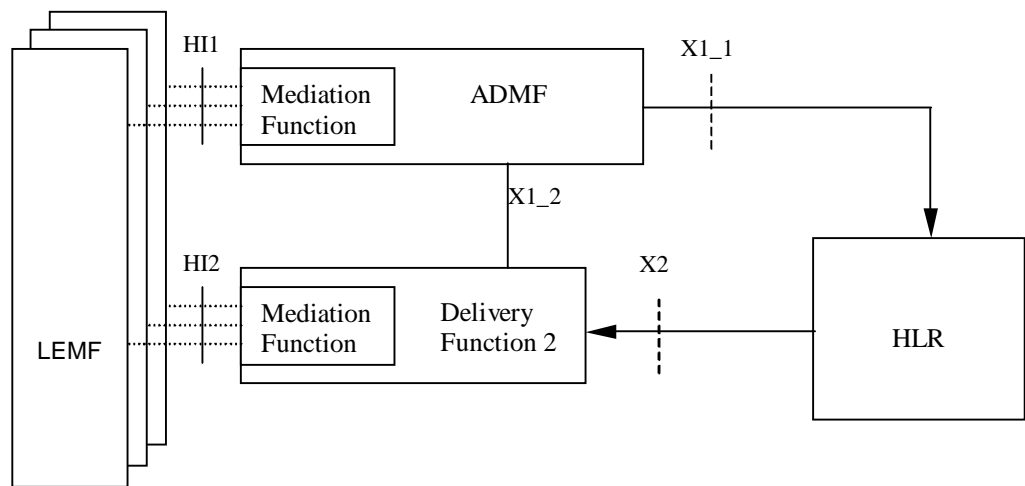 HI1
X1_1
Mediation
Function
ADMF
X1_2
HI2
X2
Mediation
Function
Delivery
Function 2
LEMF
HLR